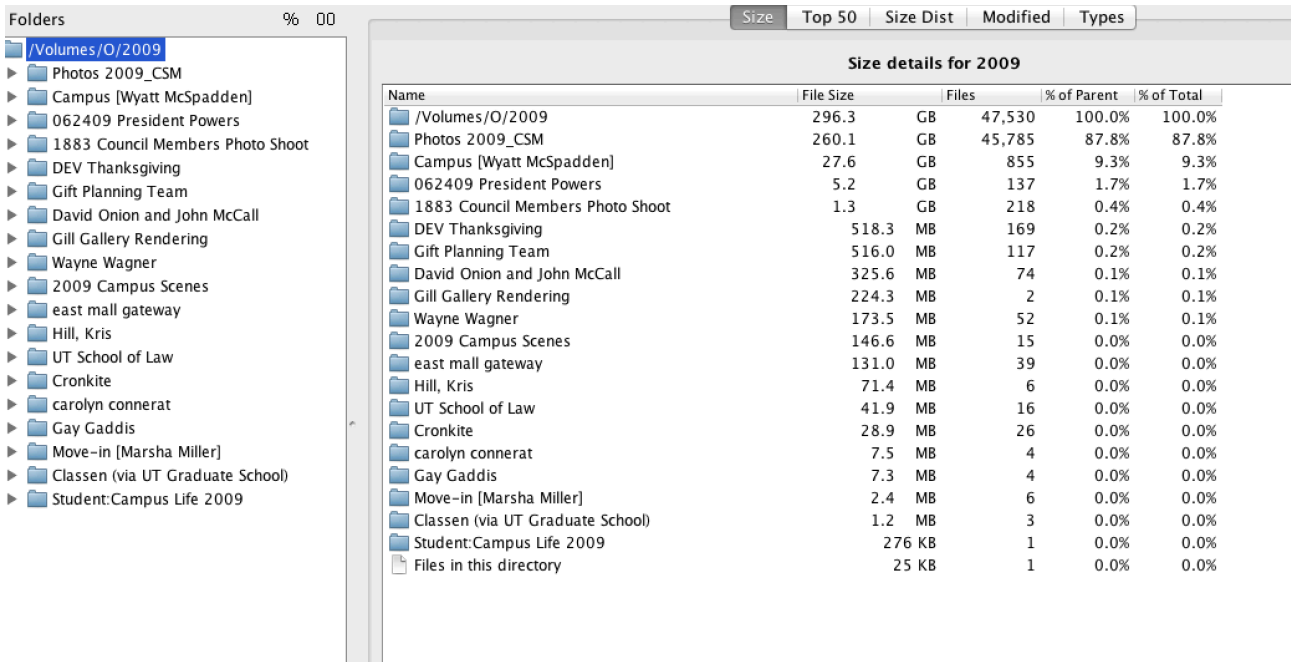 Folders % 00
/Volumes/O/2009
Photos 2009_CSM
Campus [Wyatt McSpadden]
062409 President Powers
1883 Council Members Photo Shoot
DEV Thanksgiving
Gift Planning Team
David Onion and John McCall
Gill Gallery Rendering
Wayne Wagner
2009 Campus Scenes
east mall gateway
Hill, Kris
UT School of Law
Cronkite
carolyn connerat
Gay Gaddis
Move-in [Marsha Miller]
Classen (via UT Graduate School)
Student:Campus Life 2009
Size Top 50 Size Dist Modified Types
Size details for 2009
Name File Size Files % of Parent % of Total
/Volumes/O/2009 296.3 GB 47,530 100.0% 100.0%
Photos 2009_CSM 260.1 GB 45,785 87.8% 87.8%
Campus [Wyatt McSpadden] 27.6 GB 855 9.3% 9.3%
062409 President Powers 5.2 GB 137 1.7% 1.7%
1883 Council Members Photo Shoot 1.3 GB 218 0.4% 0.4%
DEV Thanksgiving 518.3 MB 169 0.2% 0.2%
Gift Planning Team 516.0 MB 117 0.2% 0.2%
David Onion and John McCall 325.6 MB 74 0.1% 0.1%
Gill Gallery Rendering 224.3 MB 2 0.1% 0.1%
Wayne Wagner 173.5 MB 52 0.1% 0.1%
2009 Campus Scenes 146.6 MB 15 0.0% 0.0%
east mall gateway 131.0 MB 39 0.0% 0.0%
Hill, Kris 71.4 MB 6 0.0% 0.0%
UT School of Law 41.9 MB 16 0.0% 0.0%
Cronkite 28.9 MB 26 0.0% 0.0%
carolyn connerat 7.5 MB 4 0.0% 0.0%
Gay Gaddis 7.3 MB 4 0.0% 0.0%
Move-in [Marsha Miller] 2.4 MB 6 0.0% 0.0%
Classen (via UT Graduate School) 1.2 MB 3 0.0% 0.0%
Student:Campus Life 2009 276 KB 1 0.0% 0.0%
Files in this directory 25 KB 1 0.0% 0.0%